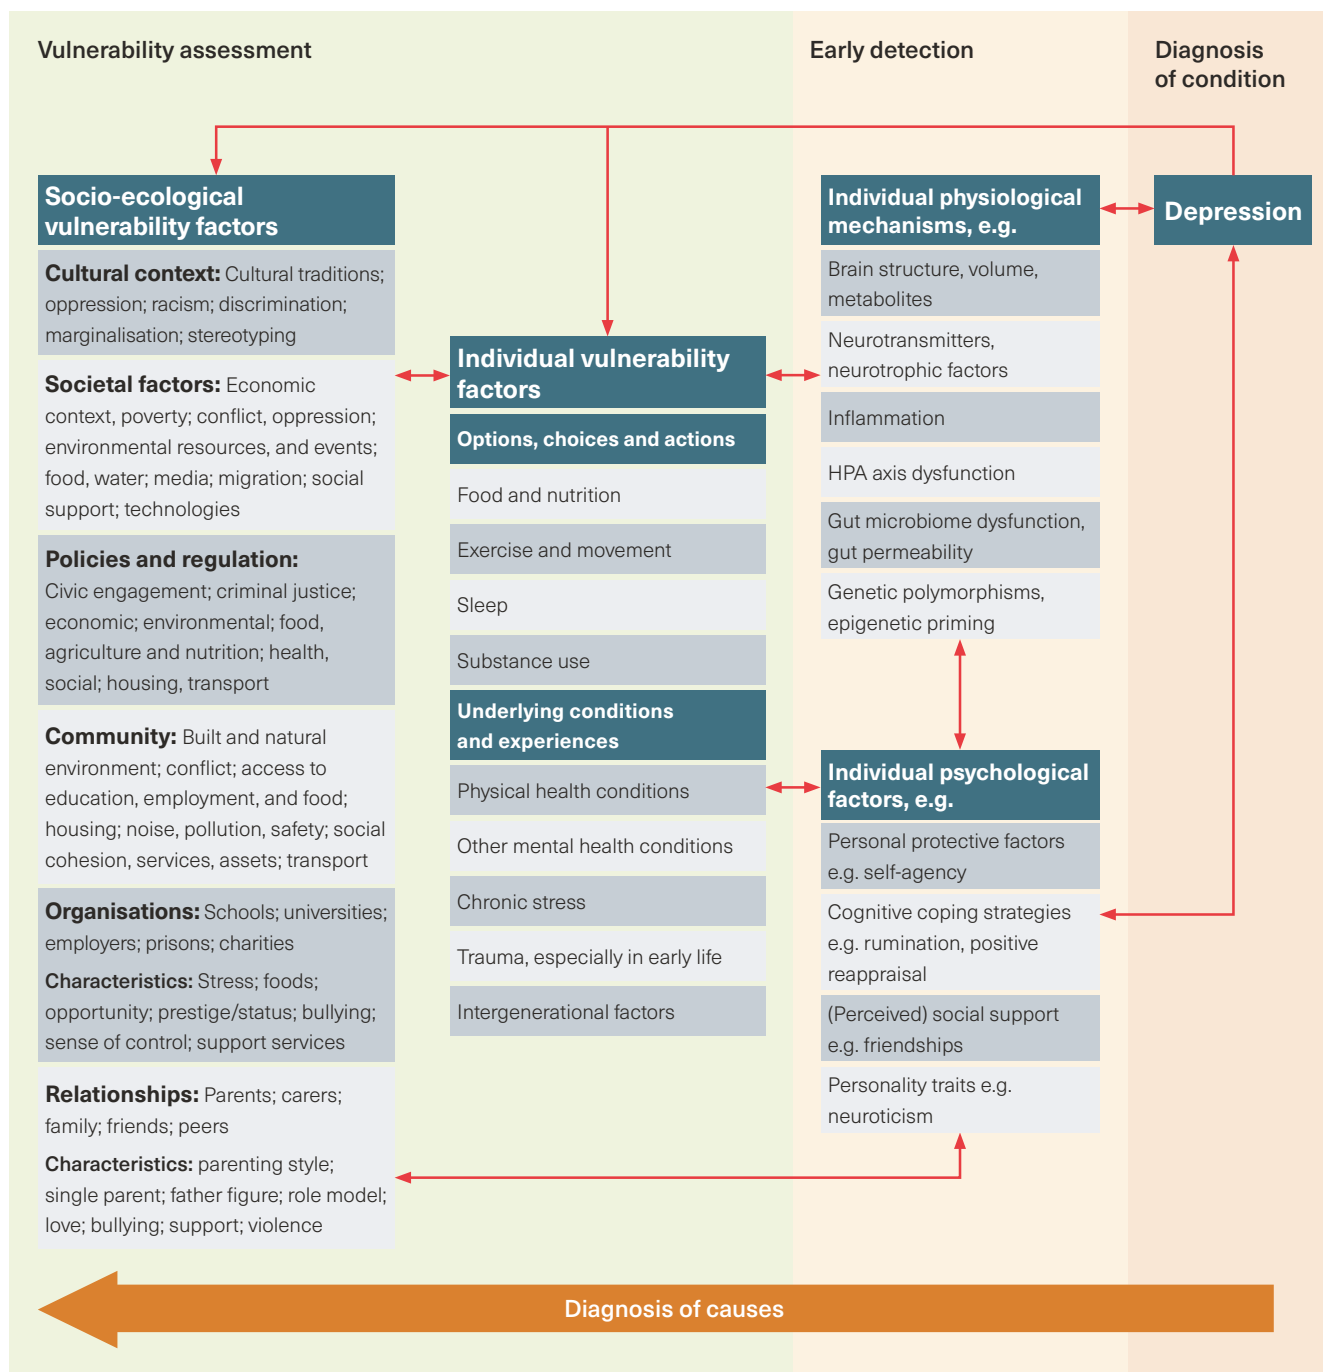 Vulnerability assessment
Early detection
Diagnosis
of condition
Socio-ecological
vulnerability factors
Cultural context: Cultural traditions;
oppression; racism; discrimination;
marginalisation; stereotyping
Societal factors: Economic
context, poverty; conflict, oppression;
environmental resources, and events;
food, water; media; migration; social
support; technologies
Policies and regulation:
Civic engagement; criminal justice;
economic; environmental; food,
agriculture and nutrition; health,
social; housing, transport
Community: Built and natural
environment; conflict; access to
education, employment, and food;
housing; noise, pollution, safety; social
cohesion, services, assets; transport
Organisations: Schools; universities;
employers; prisons; charities
Characteristics: Stress; foods;
opportunity; prestige/status; bullying;
sense of control; support services
Relationships: Parents; carers;
family; friends; peers
Characteristics: parenting style;
single parent; father figure; role model;
love; bullying; support; violence
Individual vulnerability
factors
Options, choices and actions
Food and nutrition
Exercise and movement
Sleep
Substance use
Underlying conditions
and experiences
Physical health conditions
Other mental health conditions
Chronic stress
Trauma, especially in early life
Intergenerational factors
Individual physiological
mechanisms, e.g.
Brain structure, volume,
metabolites
Neurotransmitters,
neurotrophic factors
Inflammation
HPA axis dysfunction
Gut microbiome dysfunction,
gut permeability
Genetic polymorphisms,
epigenetic priming
Individual psychological
factors, e.g.
Personal protective factors
e.g. self-agency
Cognitive coping strategies
e.g. rumination, positive
reappraisal
(Perceived) social support
e.g. friendships
Personality traits e.g.
neuroticism
Depression
Diagnosis of causes